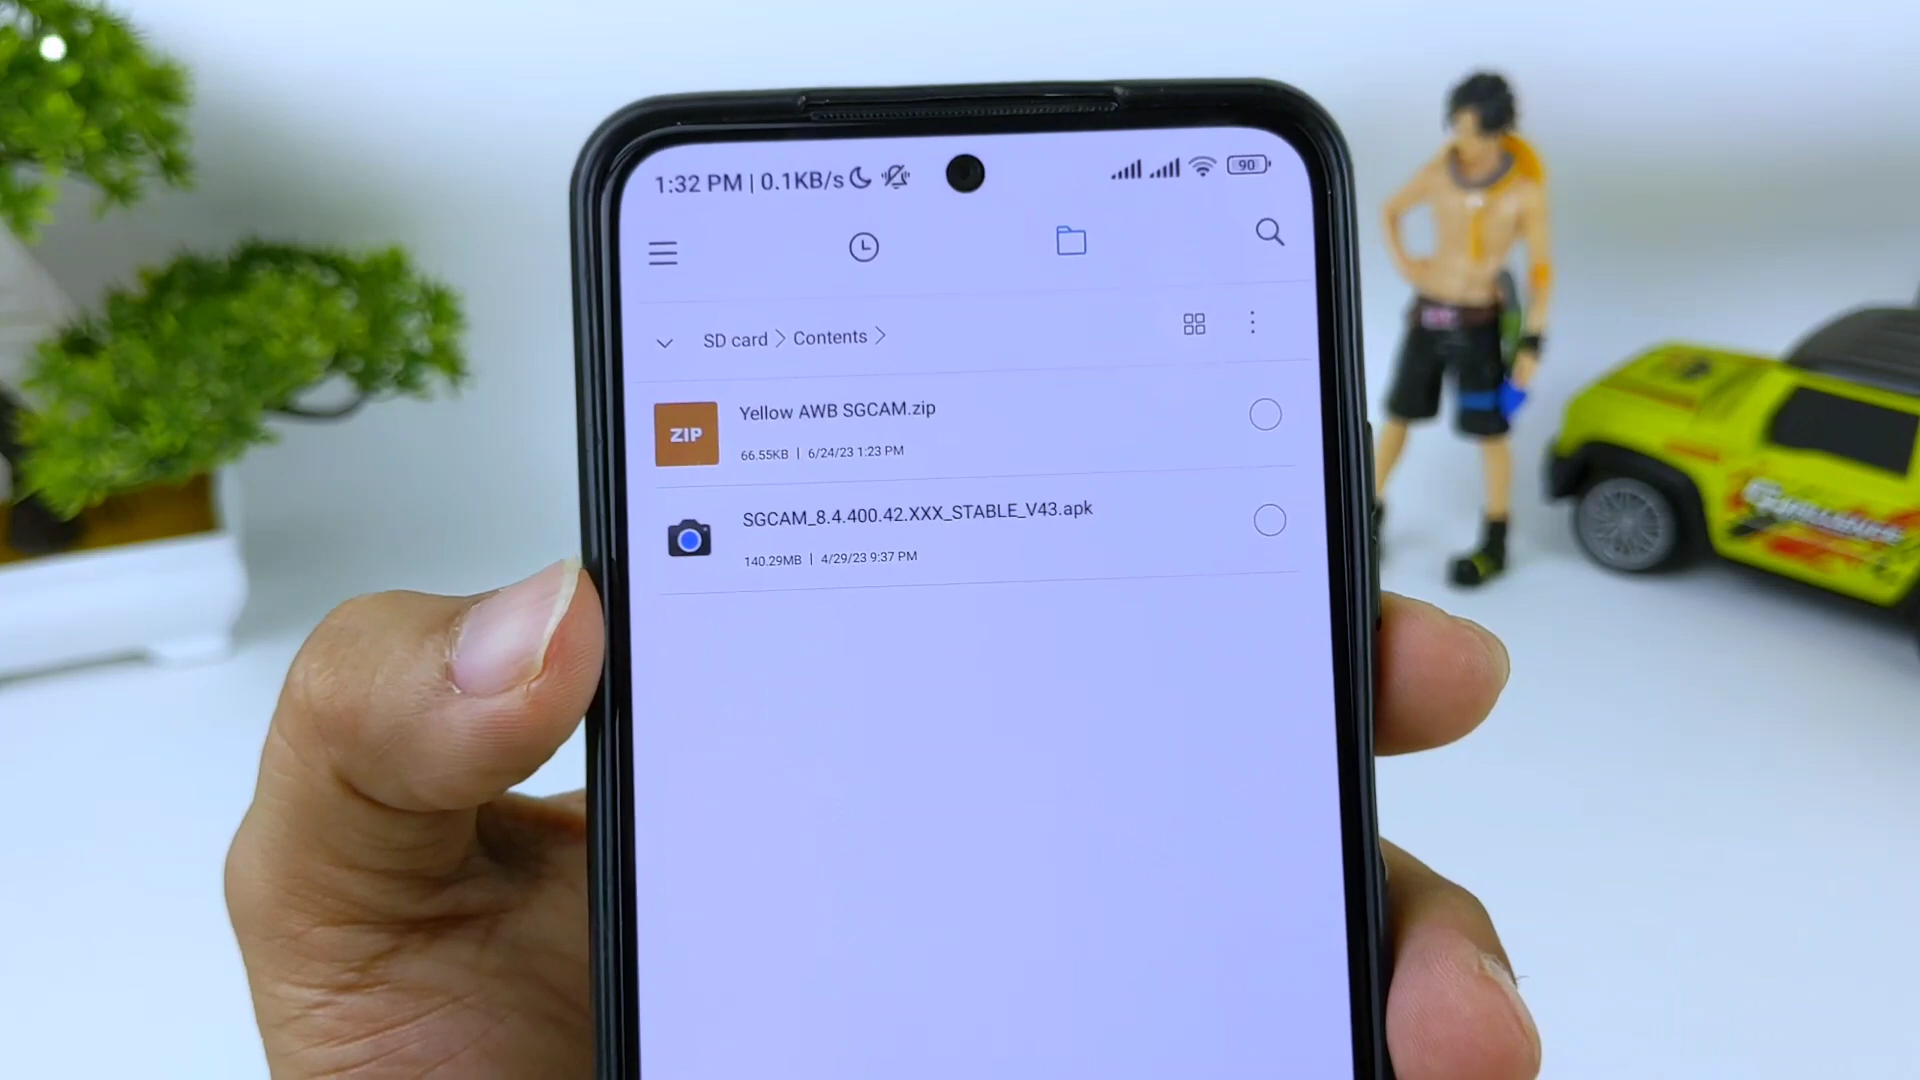 1:32 PM | 0.1KB/s
90
SD card
Contents
ZIP
Yellow AWB SGCAM.zip
66.55KB | 6/24/23 1:23 PM
SGCAM_8.4.400.42.XXX_STABLE_V43.apk
140.29MB | 4/29/23 9:37 PM